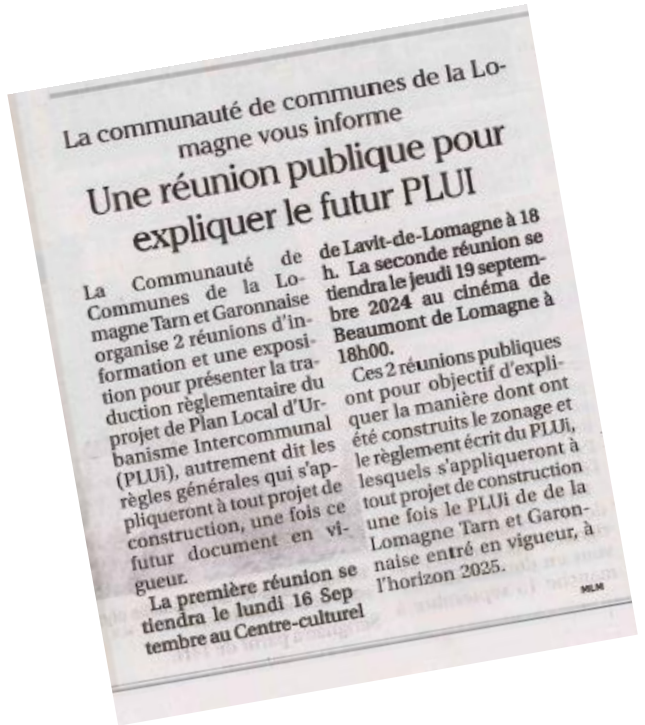 La communauté de communes de la Lo-
magne vous informe
Une réunion publique pour
expliquer le futur PLUI
La Communauté de
Communes de la Lo-
magne Tarn et Garonnaise
organise 2 réunions d'in-
formation et une exposi-
tion pour présenter la tra-
duction règlementaire du
projet de Plan Local d'Ur-
banisme Intercommunal
(PLUi), autrement dit les
règles générales qui s'ap-
pliqueront à tout projet de
construction, une fois ce
futur document en vi-
gueur.
La première réunion se
tiendra le lundi 16 Sep
tembre au Centre-culturel
de Lavit-de-Lomagne à 18
h. La seconde réunion se
tiendra le jeudi 19 septem-
bre 2024 au cinéma de
Beaumont de Lomagne à
18h00.
Ces 2 réunions publiques
ont pour objectif d'expli-
quer la manière dont ont
été construits le zonage et
le règlement écrit du PLUi,
lesquels s'appliqueront à
tout projet de construction
une fois le PLUi de de la
Lomagne Tarn et Garon-
naise entré en vigueur, à
l'horizon 2025.
MLM